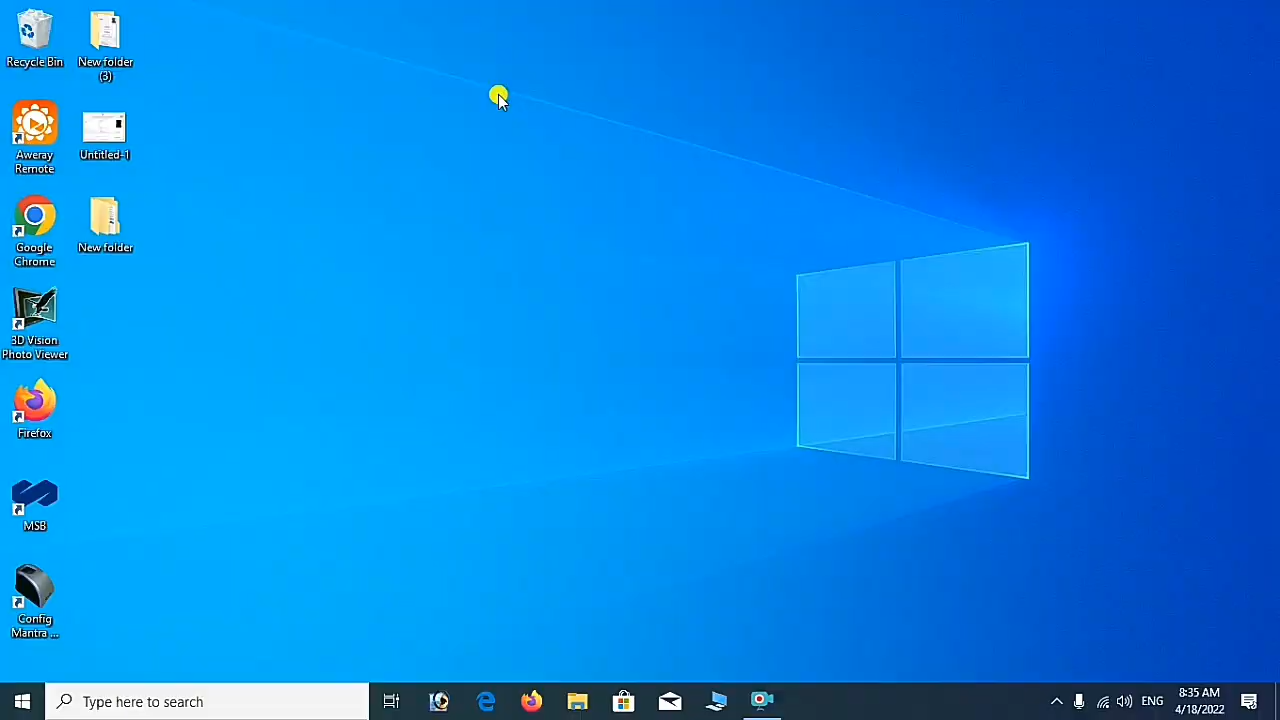 Recycle Bin
New folder
(3)
Aweray
Remote
Untitled-1
Google
Chrome
New folder
3D Vision
Photo Viewer
Firefox
MSB
Config
Mantra ...
Type here to search
ENG
8:35 AM
4/18/2022